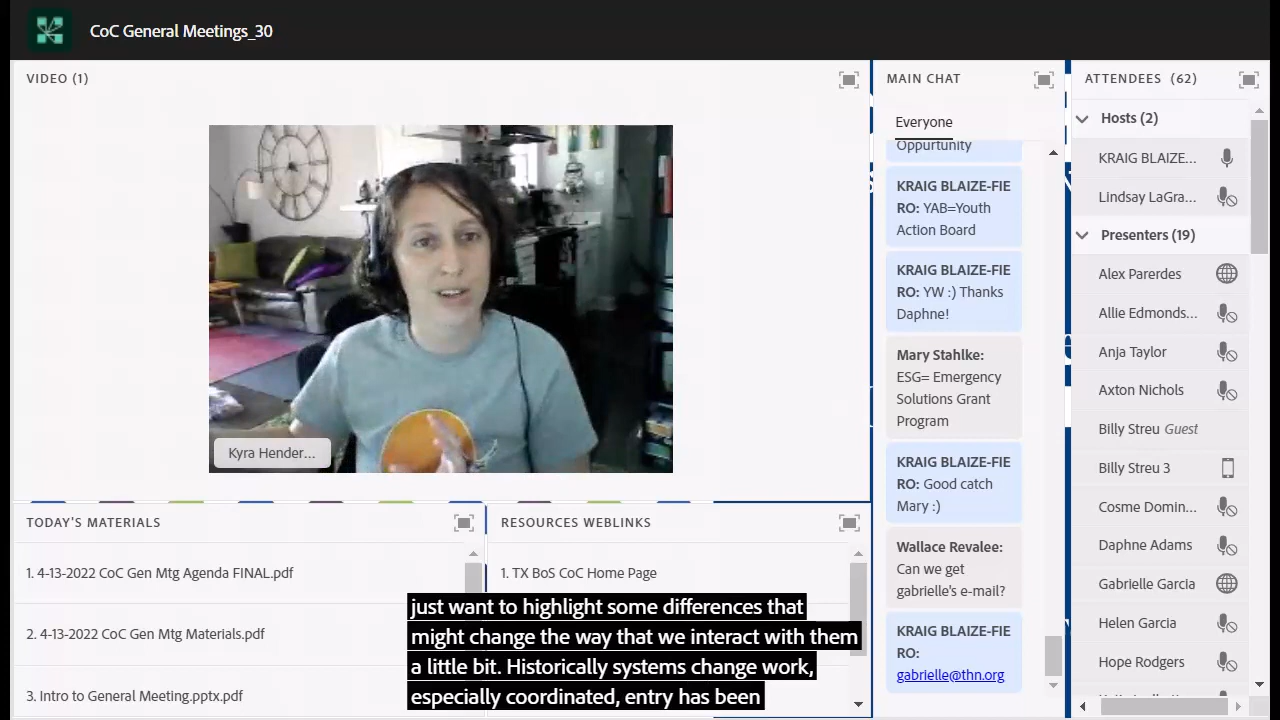 CoC General Meetings_30
VIDEO (1)
Kyra Hender...
TODAY'S MATERIALS
1. 4-13-2022 CoC Gen Mtg Agenda FINAL.pdf
2. 4-13-2022 CoC Gen Mtg Materials.pdf
3. Intro to General Meeting.pptx.pdf
RESOURCES WEBLINKS
1. TX BoS CoC Home Page
just want to highlight some differences that
might change the way that we interact with them
a little bit. Historically systems change work,
especially coordinated, entry has been
MAIN CHAT
Everyone
Opportunity
KRAIG BLAIZE-FIE
RO: YAB=Youth
Action Board
KRAIG BLAIZE-FIE
RO: YW :) Thanks
Daphne!
Mary Stahlke:
ESG= Emergency
Solutions Grant
Program
KRAIG BLAIZE-FIE
RO: Good catch
Mary :)
Wallace Revalee:
Can we get
gabrielle's e-mail?
KRAIG BLAIZE-FIE
RO:
gabrielle@thn.org
ATTENDEES (62)
Hosts (2)
KRAIG BLAIZE...
Lindsay LaGra...
Presenters (19)
Alex Parerdes
Allie Edmonds...
Anja Taylor
Axton Nichols
Billy Streu Guest
Billy Streu 3
Cosme Domin...
Daphne Adams
Gabrielle Garcia
Helen Garcia
Hope Rodgers